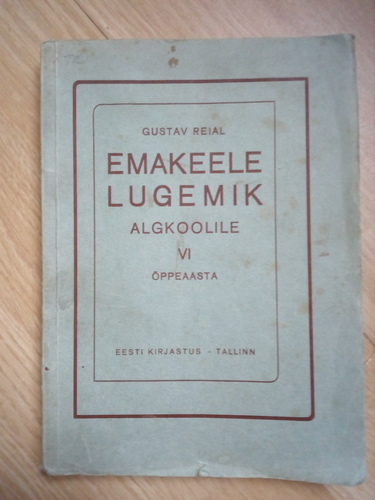 GUSTAV REIAL
EMAKEELE
LUGEMIK
ALGKOOLILE
VI
ÕPPEAASTA
EESTI KIRJASTUS - TALLINN